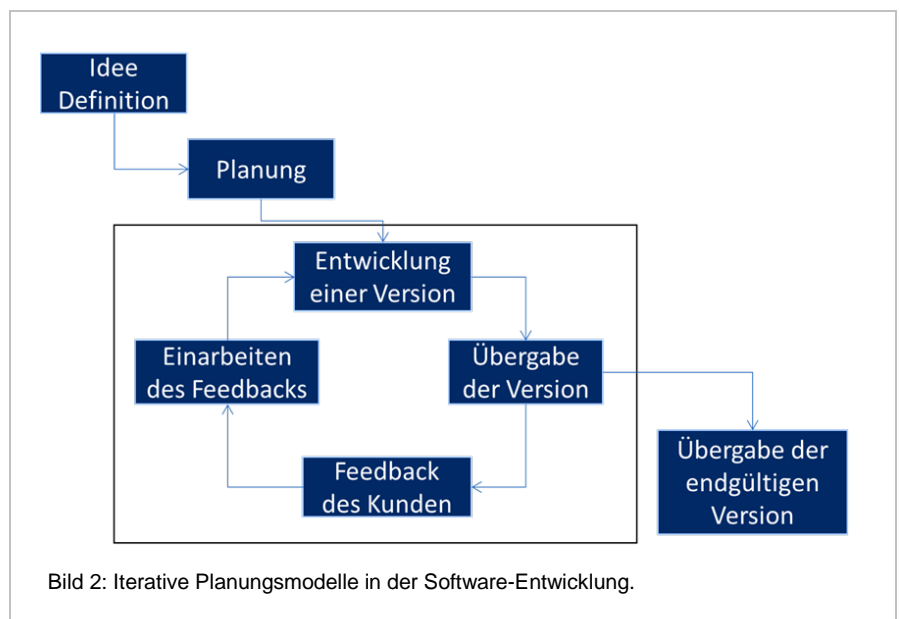 Idee
Definition
Planung
Entwicklung
einer Version
Einarbeiten
des Feedbacks
Übergabe
der Version
Feedback
des Kunden
Übergabe der
endgültigen
Version
Bild 2: Iterative Planungsmodelle in der Software-Entwicklung.